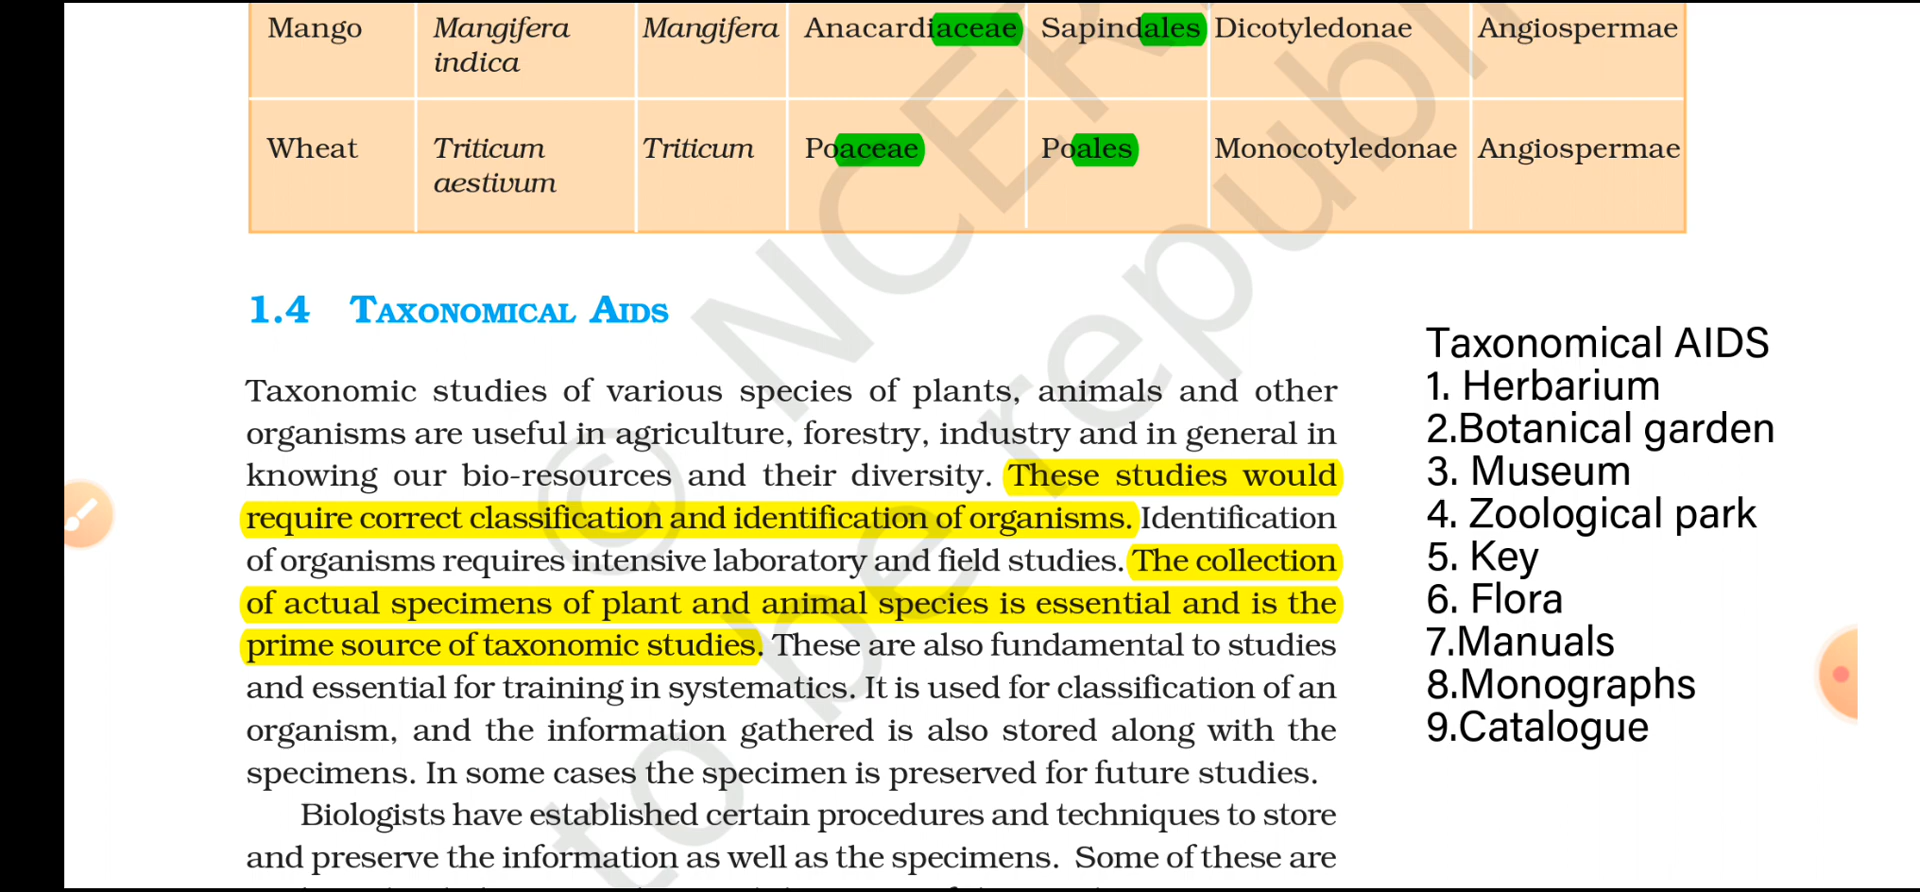 Mango Mangifera Mangifera Anacardiaceae Sapindales Dicotyledonae Angiospermae
indica
Wheat Triticum Triticum Poaceae Poales Monocotyledonae Angiospermae
aestivum
1.4 TAXONOMICAL AIDS
Taxonomic studies of various species of plants, animals and other
organisms are useful in agriculture, forestry, industry and in general in
knowing our bio-resources and their diversity. These studies would
require correct classification and identification of organisms. Identification
of organisms requires intensive laboratory and field studies. The collection
of actual specimens of plant and animal species is essential and is the
prime source of taxonomic studies. These are also fundamental to studies
and essential for training in systematics. It is used for classification of an
organism, and the information gathered is also stored along with the
specimens. In some cases the specimen is preserved for future studies.
Biologists have established certain procedures and techniques to store
and preserve the information as well as the specimens. Some of these are
Taxonomical AIDS
1. Herbarium
2.Botanical garden
3. Museum
4. Zoological park
5. Key
6. Flora
7.Manuals
8.Monographs
9.Catalogue
© NCER
to be republi